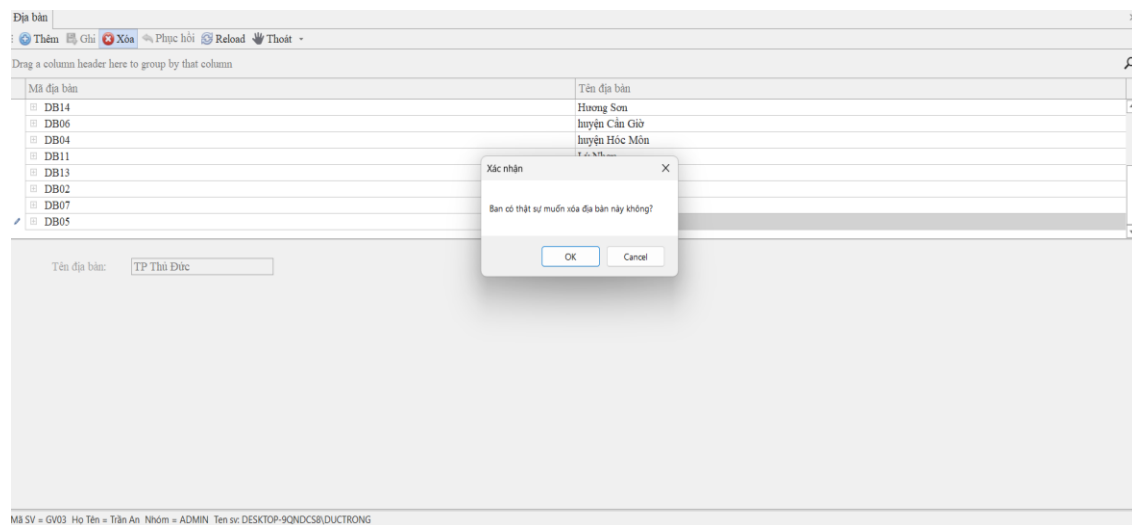 Địa bàn
Thêm Ghi Xóa Phục hồi Reload Thoát
Drag a column header here to group by that column
Mã địa bàn Tên địa bàn
DB14 Hương Sơn
DB06 huyện Cần Giờ
DB04 huyện Hóc Môn
DB11
DB13
DB02
DB07
DB05
Xác nhận
Ban có thật sự muốn xóa địa bàn này không?
OK Cancel
Tên địa bàn: TP Thủ Đức
Mã SV = GV03 Họ Tên = Trần An Nhóm = ADMIN Ten sv: DESKTOP-9QNDCS8\DUCTRONG